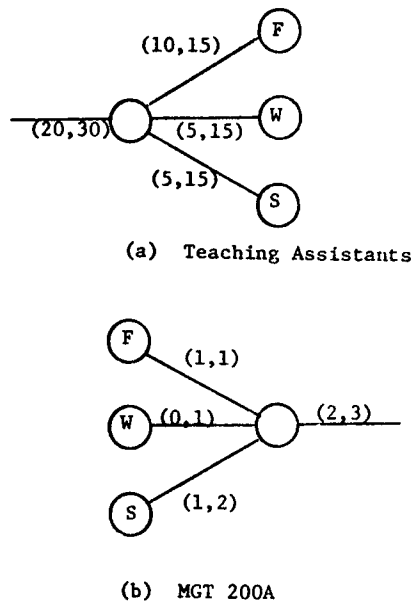 F
(10,15)
W
(20,30)
(5,15)
(5,15)
S
(a) Teaching Assistants
F
(1,1)
W
(0,1)
(2,3)
S
(1,2)
(b) MGT 200A